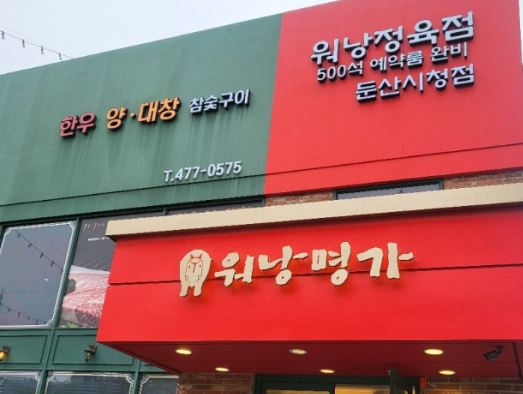 한우 양·대창 참숯구이
T.477-0575
워낭정육점
500석 예약룸 완비
둔산시청점
워낭명가